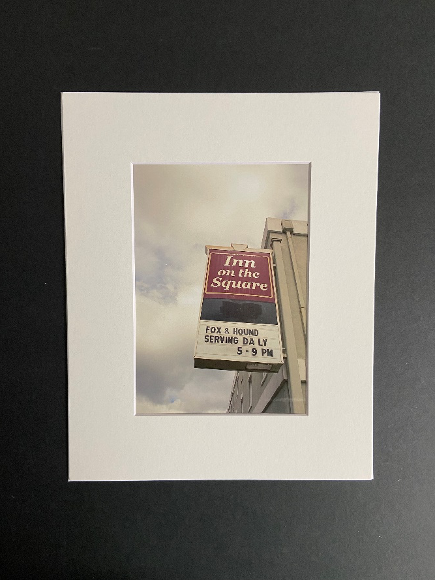 Inn
on the
Square
FOX & HOUND
SERVING DA LY
5-9 PM